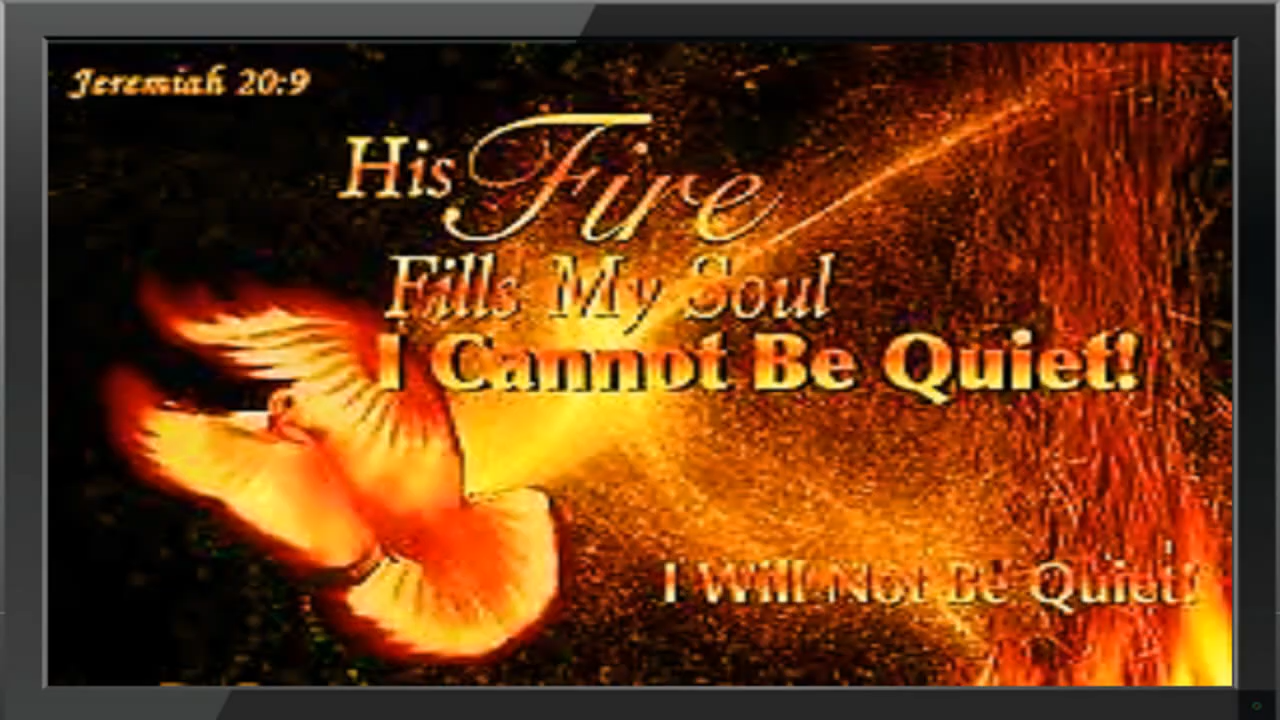 Jeremiah 20:9
His Fire
Fills My Soul
I Cannot Be Quiet!
I Will Not Be Quiet!